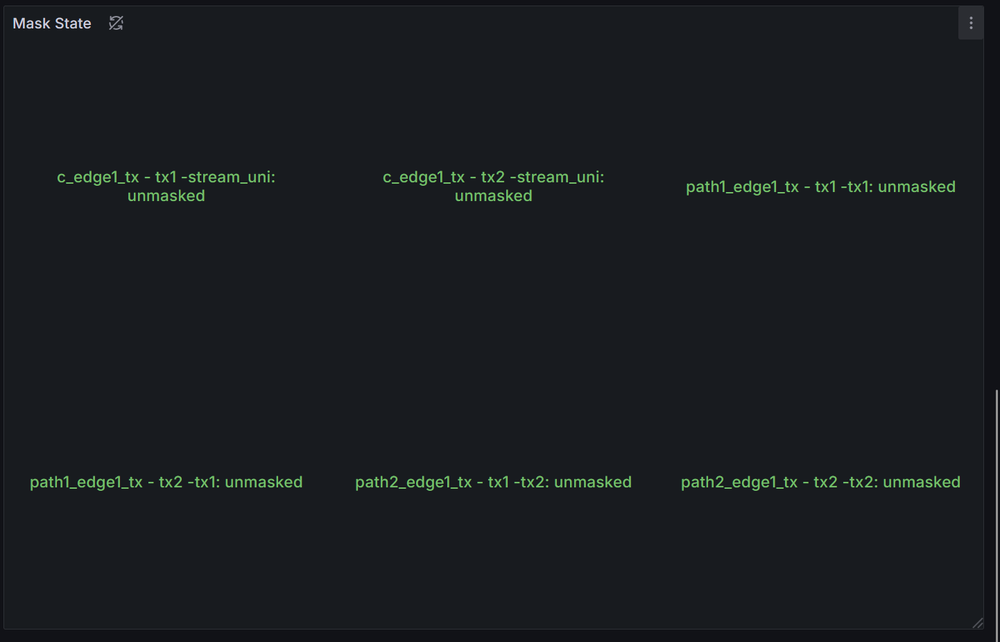 Mask State
c_edge1_tx - tx1 -stream_uni:
unmasked
c_edge1_tx - tx2 -stream_uni:
unmasked
path1_edge1_tx - tx1 -tx1: unmasked
path1_edge1_tx - tx2 -tx1: unmasked
path2_edge1_tx - tx1 -tx2: unmasked
path2_edge1_tx - tx2 -tx2: unmasked